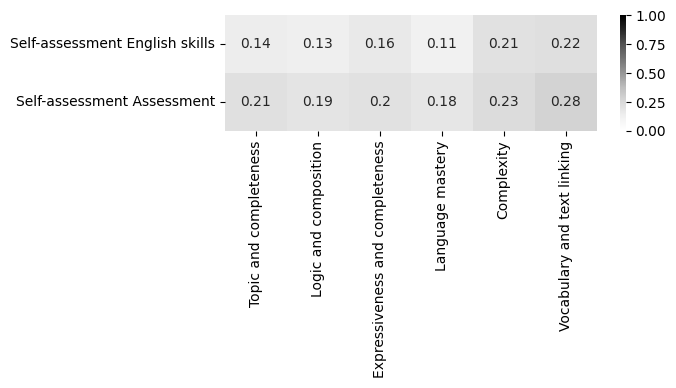 Self-assessment English skills
0.14 0.13 0.16 0.11 0.21 0.22
Self-assessment Assessment
0.21 0.19 0.2 0.18 0.23 0.28
Topic and completeness
Logic and composition
Expressiveness and completeness
Language mastery
Complexity
Vocabulary and text linking
1.00
0.75
0.50
0.25
0.00